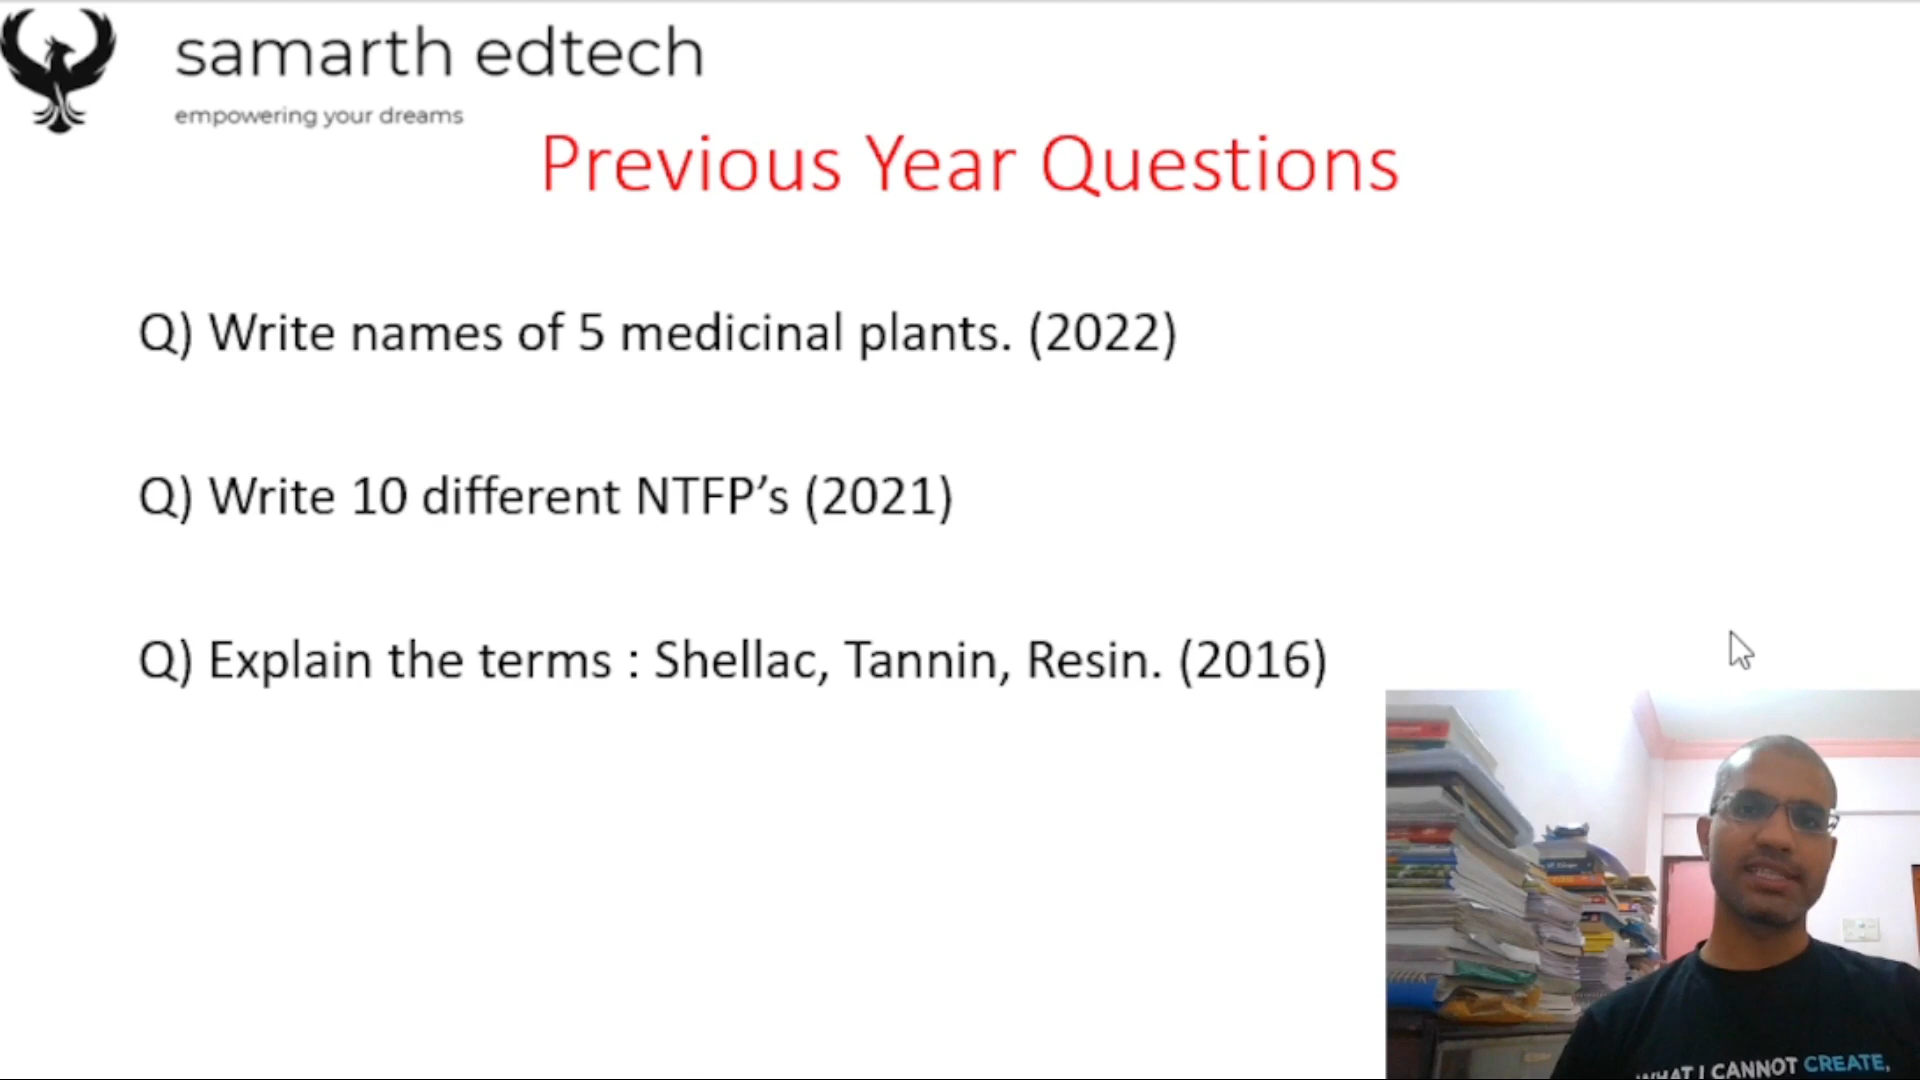 samarth edtech
empowering your dreams
Previous Year Questions
Q) Write names of 5 medicinal plants. (2022)
Q) Write 10 different NTFP’s (2021)
Q) Explain the terms : Shellac, Tannin, Resin. (2016)
WHAT I CANNOT CREATE,